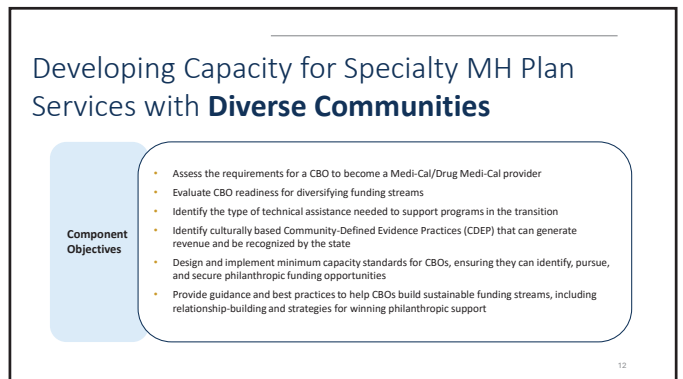 Developing Capacity for Specialty MH Plan
Services with Diverse Communities
Component
Objectives
• Assess the requirements for a CBO to become a Medi-Cal/Drug Medi-Cal provider
• Evaluate CBO readiness for diversifying funding streams
• Identify the type of technical assistance needed to support programs in the transition
• Identify culturally based Community-Defined Evidence Practices (CDEP) that can generate
revenue and be recognized by the state
• Design and implement minimum capacity standards for CBOs, ensuring they can identify, pursue,
and secure philanthropic funding opportunities
• Provide guidance and best practices to help CBOs build sustainable funding streams, including
relationship-building and strategies for winning philanthropic support
12